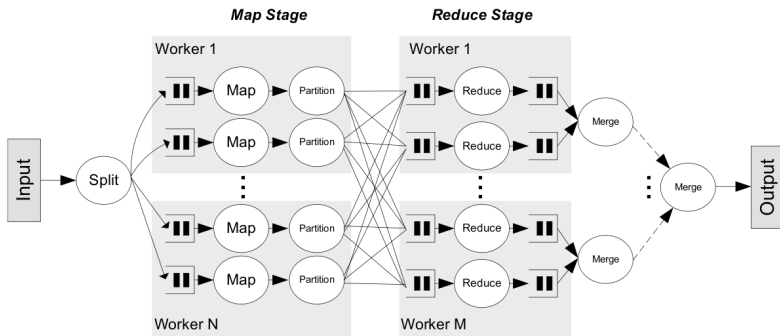 Map Stage
Reduce Stage
Worker 1
Worker 1
Map
Partition
Reduce
Map
Partition
Reduce
Merge
Input
Split
Merge
Output
Map
Partition
Reduce
Merge
Map
Partition
Reduce
Worker N
Worker M